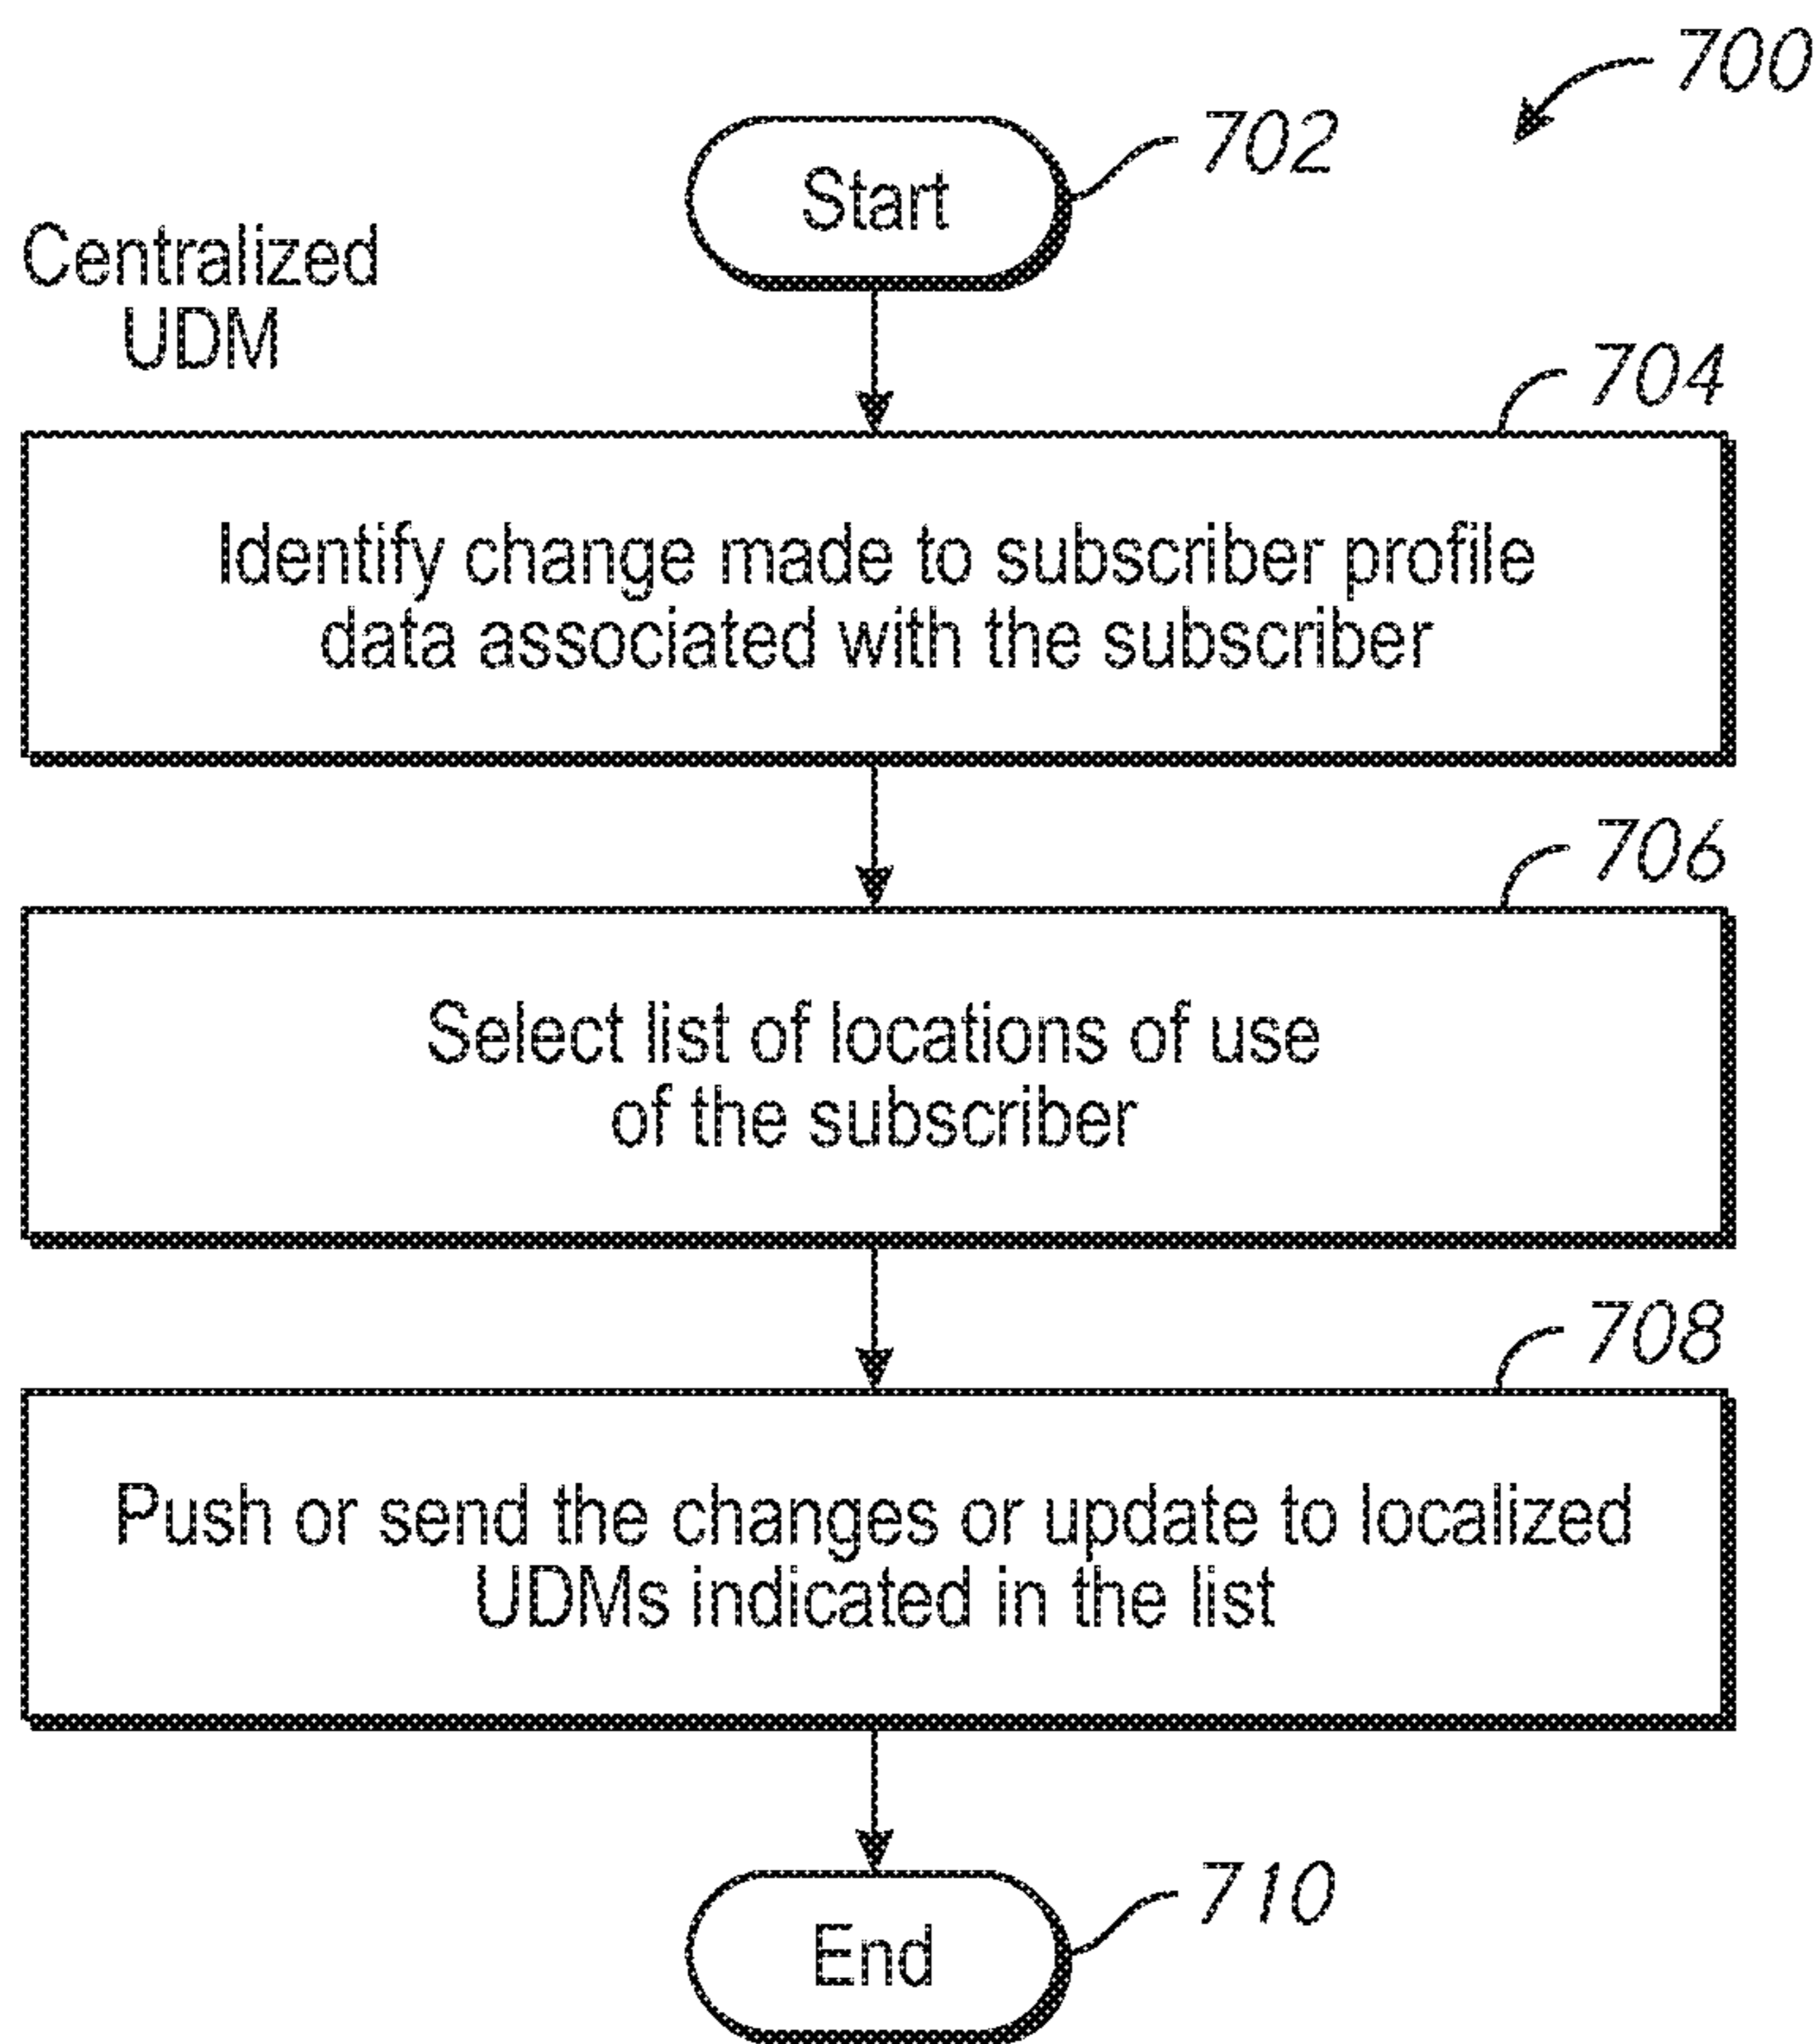 700
Start
702
Centralized
UDM
704
Identify change made to subscriber profile
data associated with the subscriber
706
Select list of locations of use
of the subscriber
708
Push or send the changes or update to localized
UDMs indicated in the list
End
710